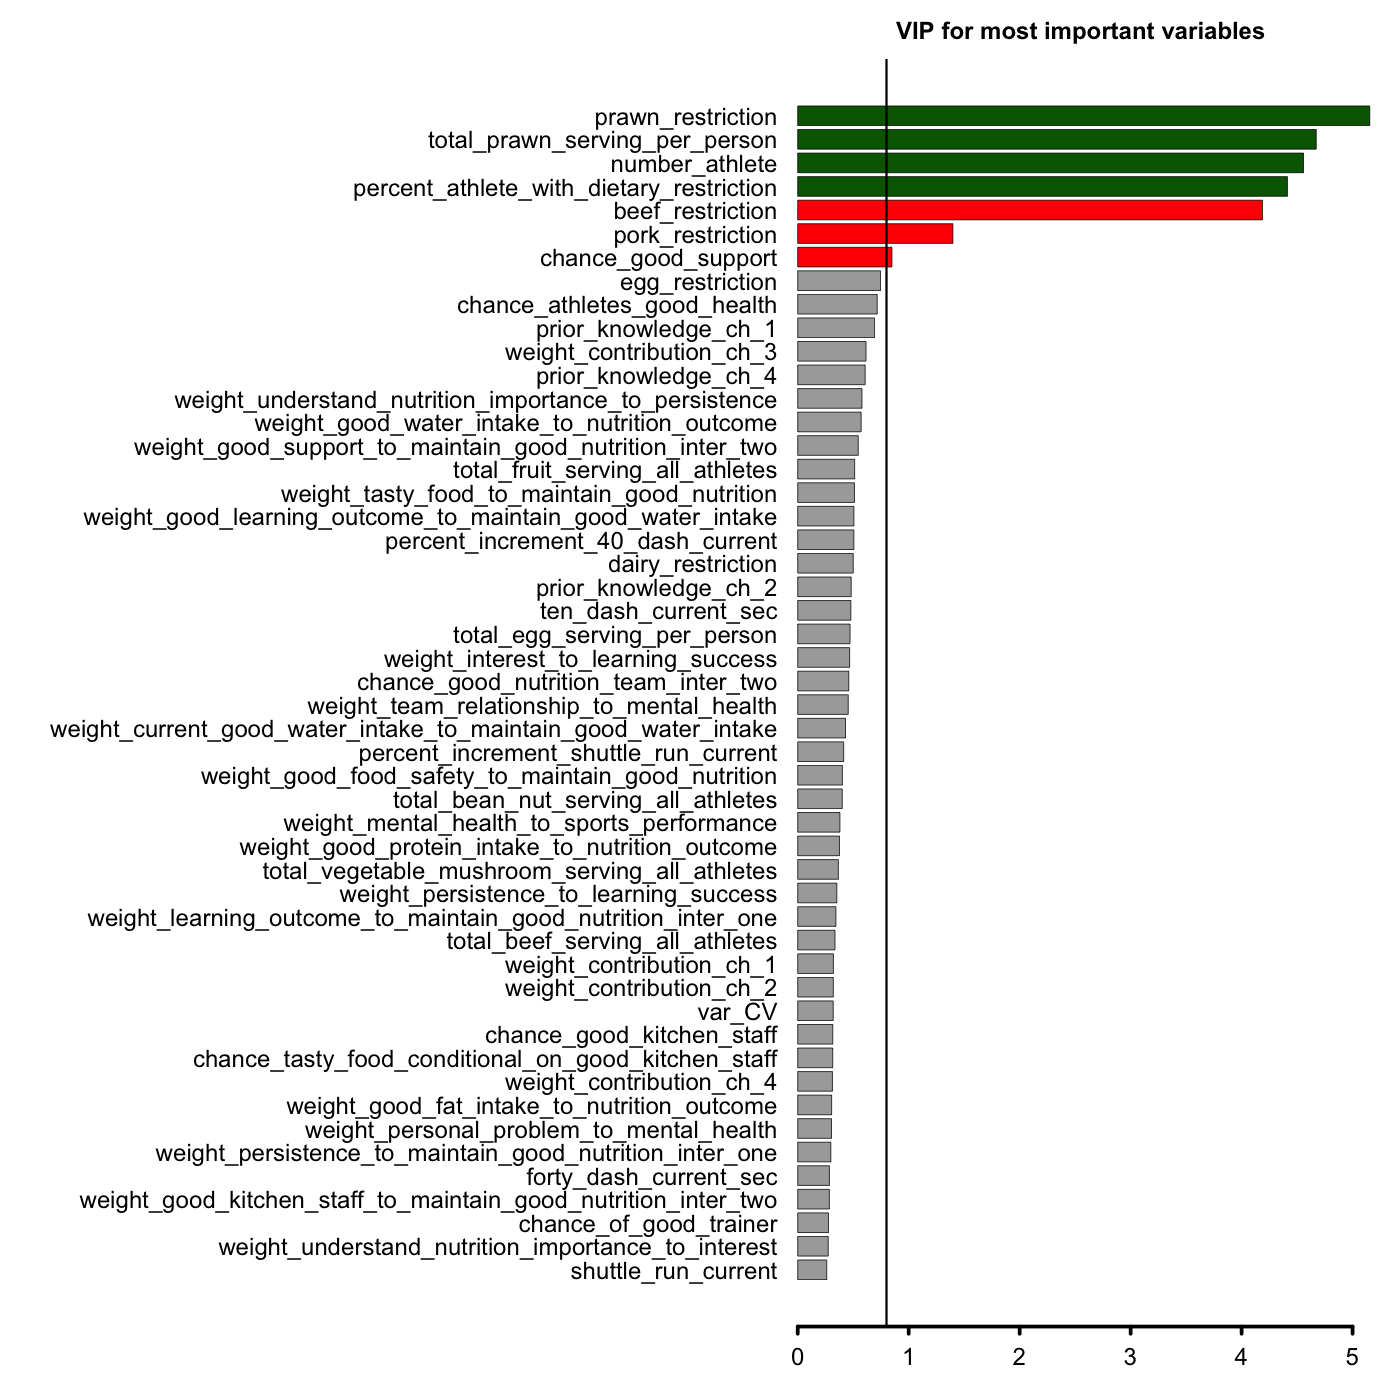 VIP for most important variables
prawn_restriction
total_prawn_serving_per_person
number_athlete
percent_athlete_with_dietary_restriction
beef_restriction
pork_restriction
chance_good_support
egg_restriction
chance_athletes_good_health
prior_knowledge_ch_1
weight_contribution_ch_3
prior_knowledge_ch_4
weight_understand_nutrition_importance_to_persistence
weight_good_water_intake_to_nutrition_outcome
weight_good_support_to_maintain_good_nutrition_inter_two
total_fruit_serving_all_athletes
weight_tasty_food_to_maintain_good_nutrition
weight_good_learning_outcome_to_maintain_good_water_intake
percent_increment_40_dash_current
dairy_restriction
prior_knowledge_ch_2
ten_dash_current_sec
total_egg_serving_per_person
weight_interest_to_learning_success
chance_good_nutrition_team_inter_two
weight_team_relationship_to_mental_health
weight_current_good_water_intake_to_maintain_good_water_intake
percent_increment_shuttle_run_current
weight_good_food_safety_to_maintain_good_nutrition
total_bean_nut_serving_all_athletes
weight_mental_health_to_sports_performance
weight_good_protein_intake_to_nutrition_outcome
total_vegetable_mushroom_serving_all_athletes
weight_persistence_to_learning_success
weight_learning_outcome_to_maintain_good_nutrition_inter_one
total_beef_serving_all_athletes
weight_contribution_ch_1
weight_contribution_ch_2
var_CV
chance_good_kitchen_staff
chance_tasty_food_conditional_on_good_kitchen_staff
weight_contribution_ch_4
weight_good_fat_intake_to_nutrition_outcome
weight_personal_problem_to_mental_health
weight_persistence_to_maintain_good_nutrition_inter_one
forty_dash_current_sec
weight_good_kitchen_staff_to_maintain_good_nutrition_inter_two
chance_of_good_trainer
weight_understand_nutrition_importance_to_interest
shuttle_run_current
0 1 2 3 4 5